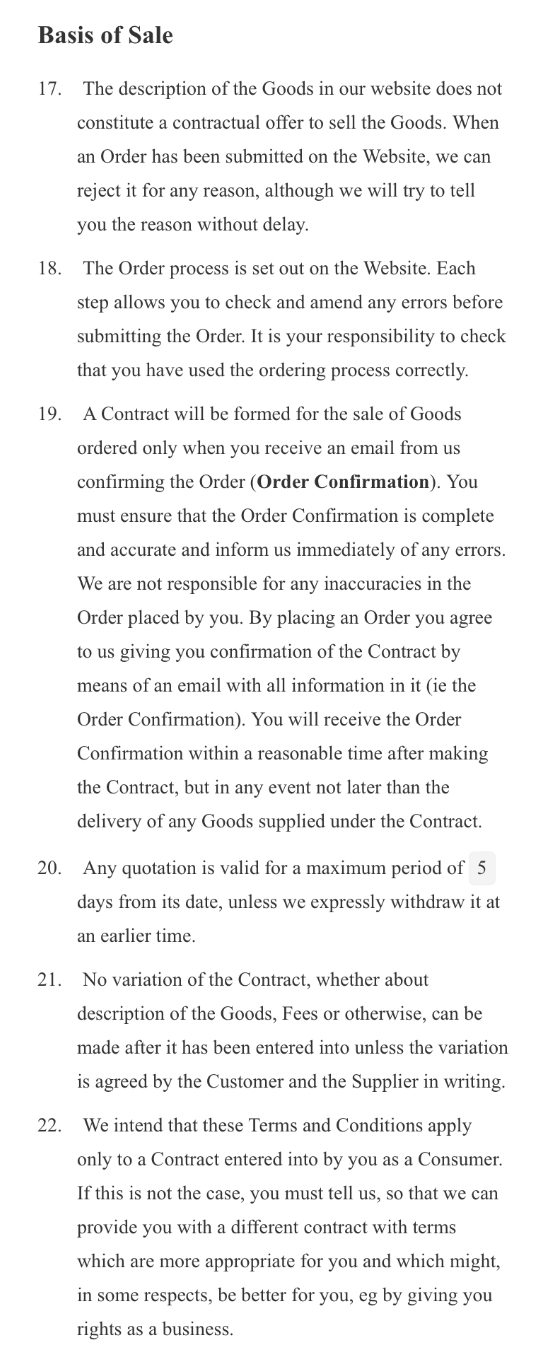 Basis of Sale
17. The description of the Goods in our website does not
constitute a contractual offer to sell the Goods. When
an Order has been submitted on the Website, we can
reject it for any reason, although we will try to tell
you the reason without delay.
18. The Order process is set out on the Website. Each
step allows you to check and amend any errors before
submitting the Order. It is your responsibility to check
that you have used the ordering process correctly.
19. A Contract will be formed for the sale of Goods
ordered only when you receive an email from us
confirming the Order (Order Confirmation). You
must ensure that the Order Confirmation is complete
and accurate and inform us immediately of any errors.
We are not responsible for any inaccuracies in the
Order placed by you. By placing an Order you agree
to us giving you confirmation of the Contract by
means of an email with all information in it (ie the
Order Confirmation). You will receive the Order
Confirmation within a reasonable time after making
the Contract, but in any event not later than the
delivery of any Goods supplied under the Contract.
20. Any quotation is valid for a maximum period of 5
days from its date, unless we expressly withdraw it at
an earlier time.
21. No variation of the Contract, whether about
description of the Goods, Fees or otherwise, can be
made after it has been entered into unless the variation
is agreed by the Customer and the Supplier in writing.
22. We intend that these Terms and Conditions apply
only to a Contract entered into by you as a Consumer.
If this is not the case, you must tell us, so that we can
provide you with a different contract with terms
which are more appropriate for you and which might,
in some respects, be better for you, eg by giving you
rights as a business.